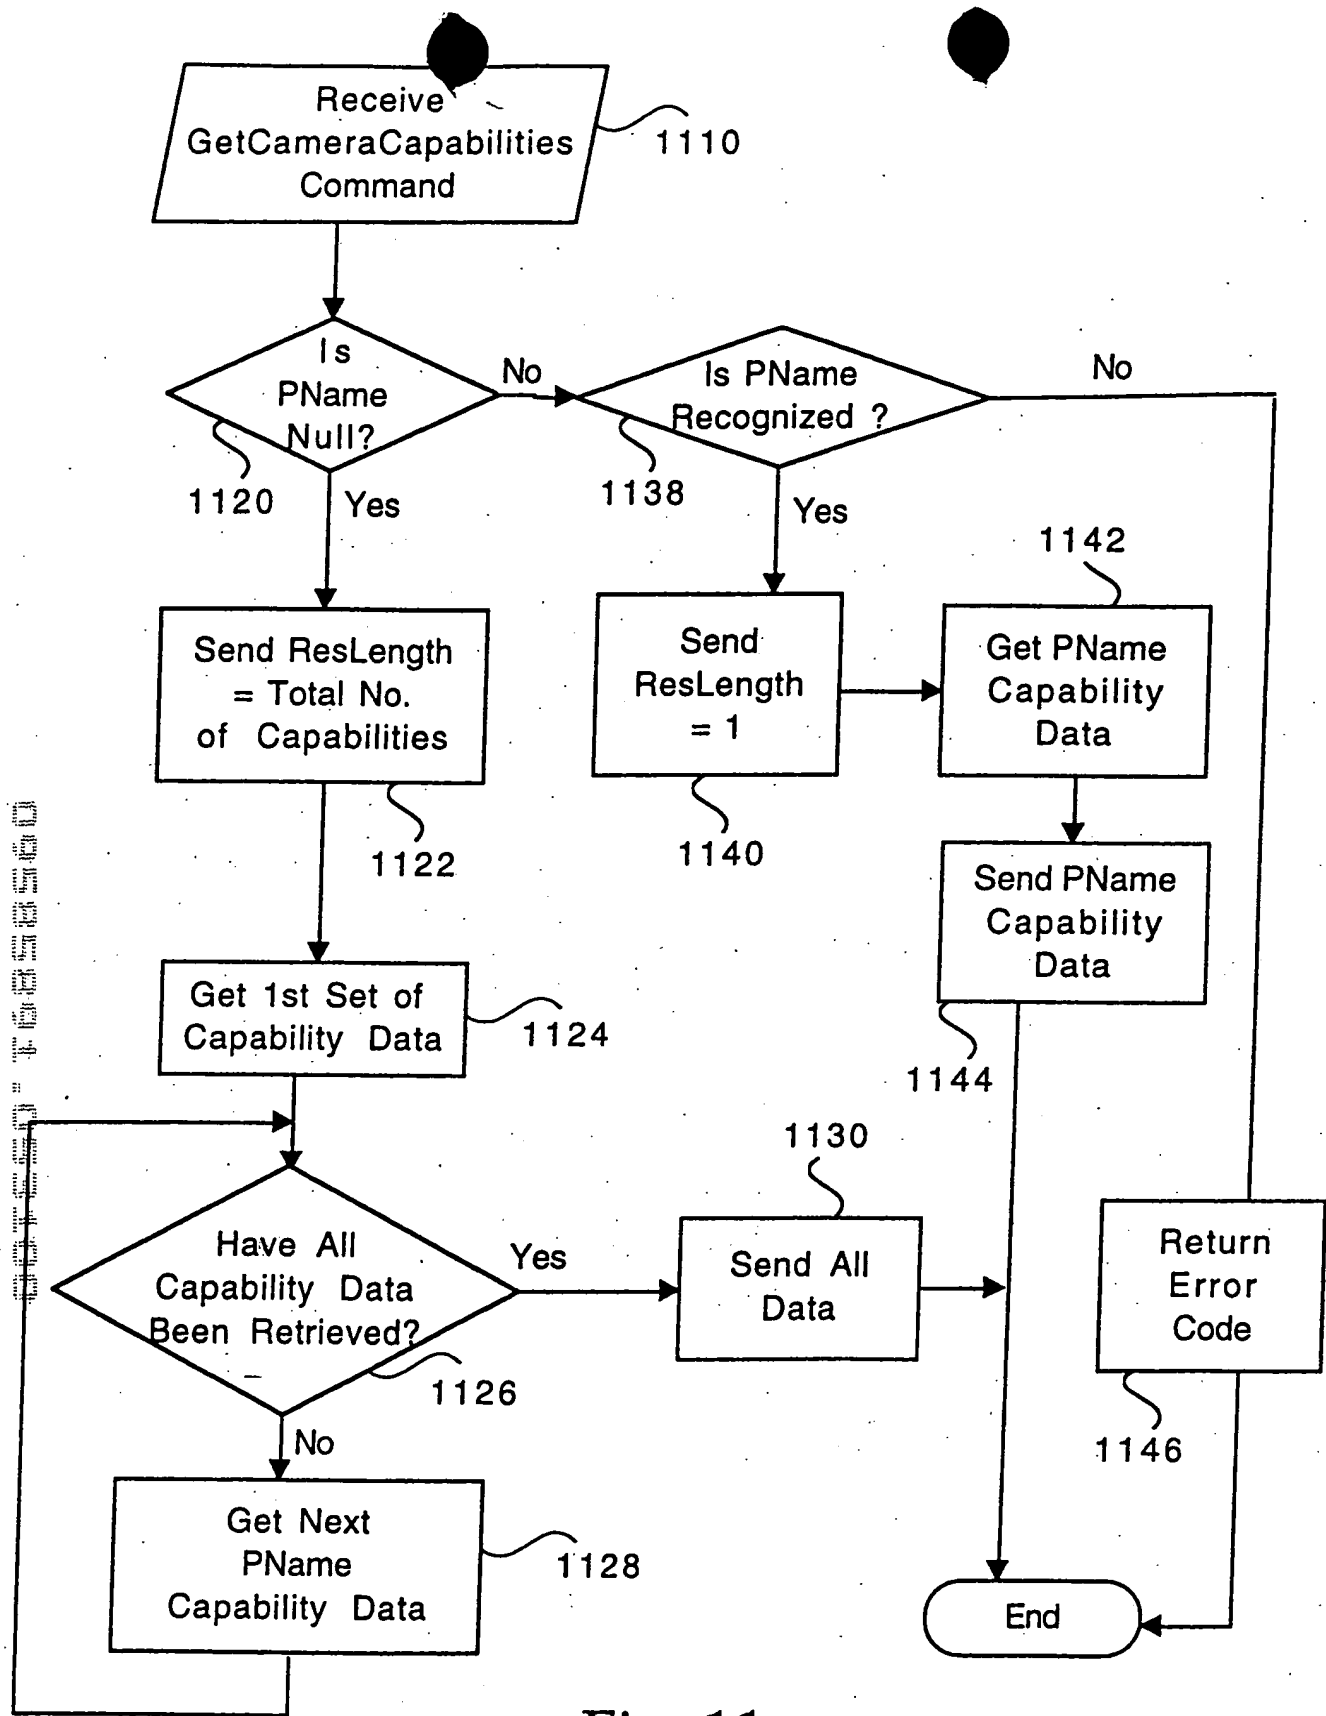 Receive
GetCameraCapabilities
Command
1110
Is
PName
Null?
1120
No
Is PName
Recognized ?
1138
No
Yes
Yes
Send ResLength
= Total No.
of Capabilities
1122
Send
ResLength
= 1
1140
1142
Get PName
Capability
Data
Send PName
Capability
Data
1144
Get 1st Set of
Capability Data
1124
Have All
Capability Data
Been Retrieved?
1126
Yes
1130
Send All
Data
Return
Error
Code
1146
No
Get Next
PName
Capability Data
1128
End